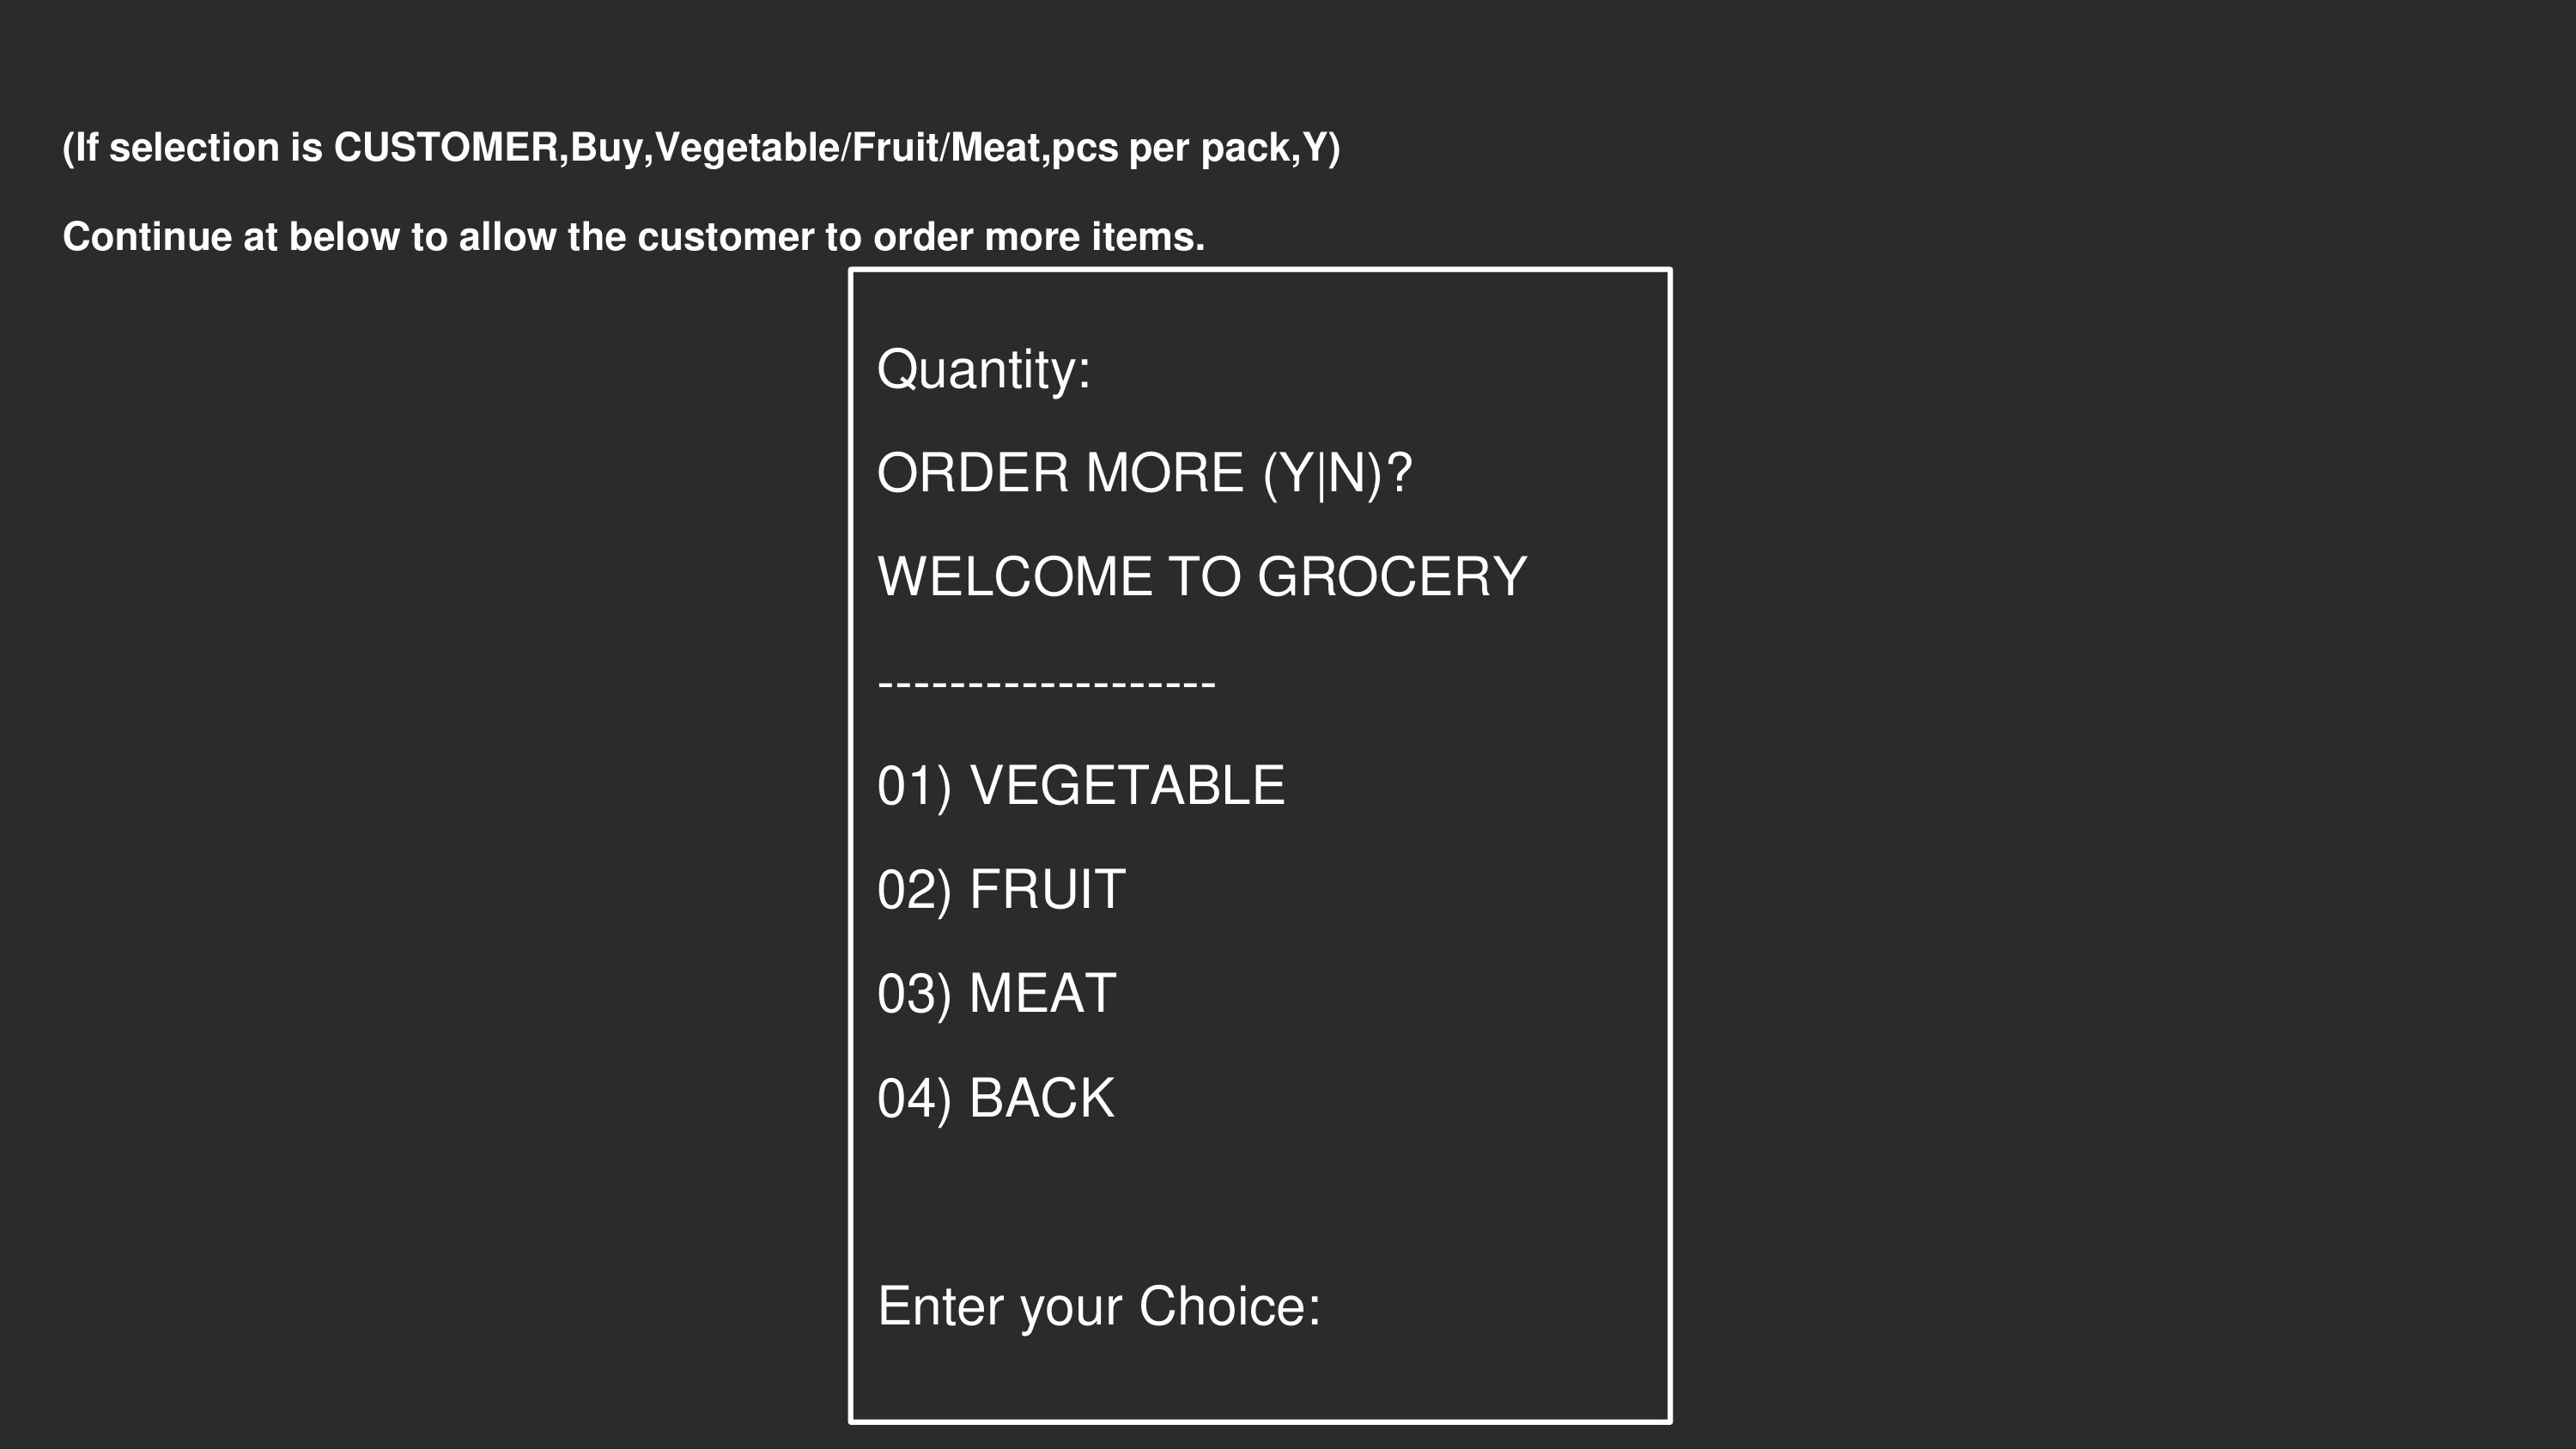 (If selection is CUSTOMER,Buy,Vegetable/Fruit/Meat,pcs per pack,Y)
Continue at below to allow the customer to order more items.
Quantity:
ORDER MORE (Y|N)?
WELCOME TO GROCERY
-------------------
01) VEGETABLE
02) FRUIT
03) MEAT
04) BACK
Enter your Choice: